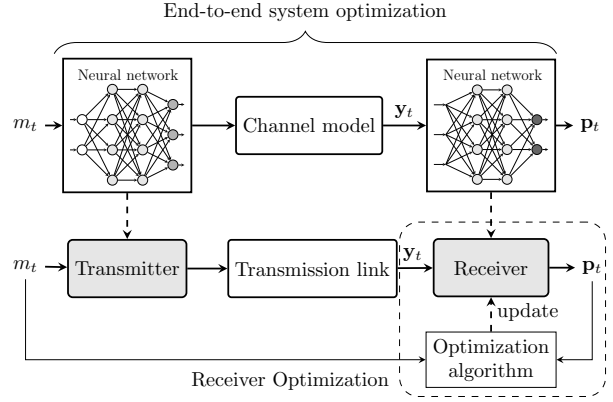 End-to-end system optimization
Neural network
Neural network
m_t
Channel model
y_t
p_t
m_t
Transmitter
Transmission link
y_t
Receiver
p_t
update
Optimization
algorithm
Receiver Optimization